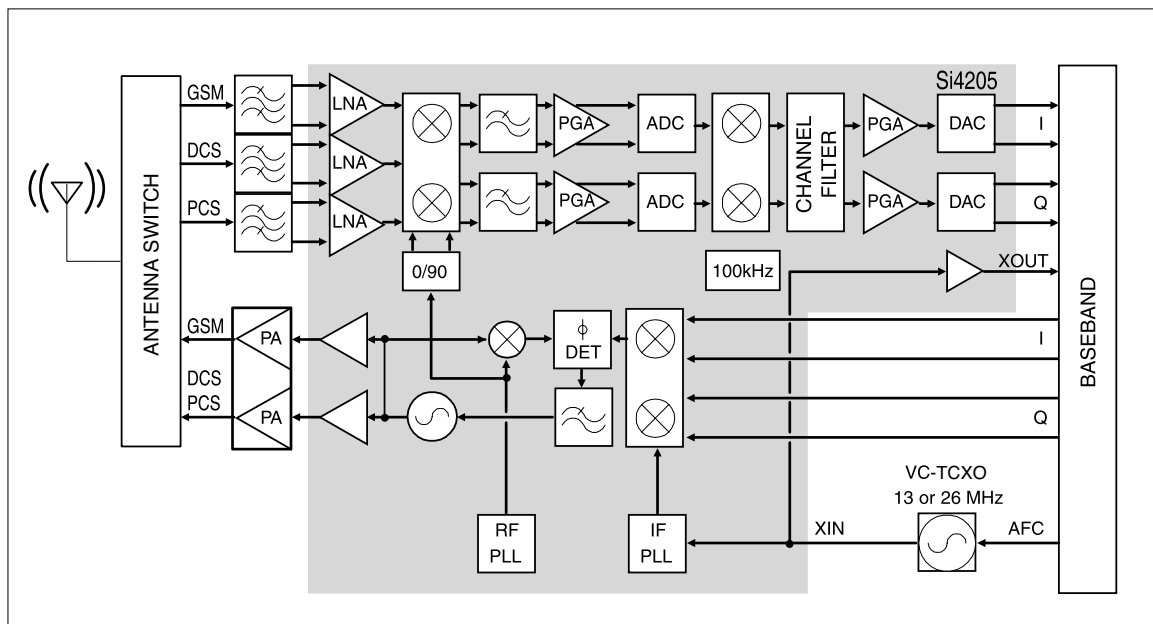 Si4205
GSM
LNA
PGA
ADC
PGA
DAC
I
DCS
LNA
CHANNEL
FILTER
PCS
LNA
PGA
ADC
PGA
DAC
Q
ANTENNA SWITCH
0/90
100kHz
XOUT
BASEBAND
GSM
PA
ϕ
DET
I
DCS
PCS
PA
Q
VC-TCXO
13 or 26 MHz
RF
PLL
IF
PLL
XIN
AFC